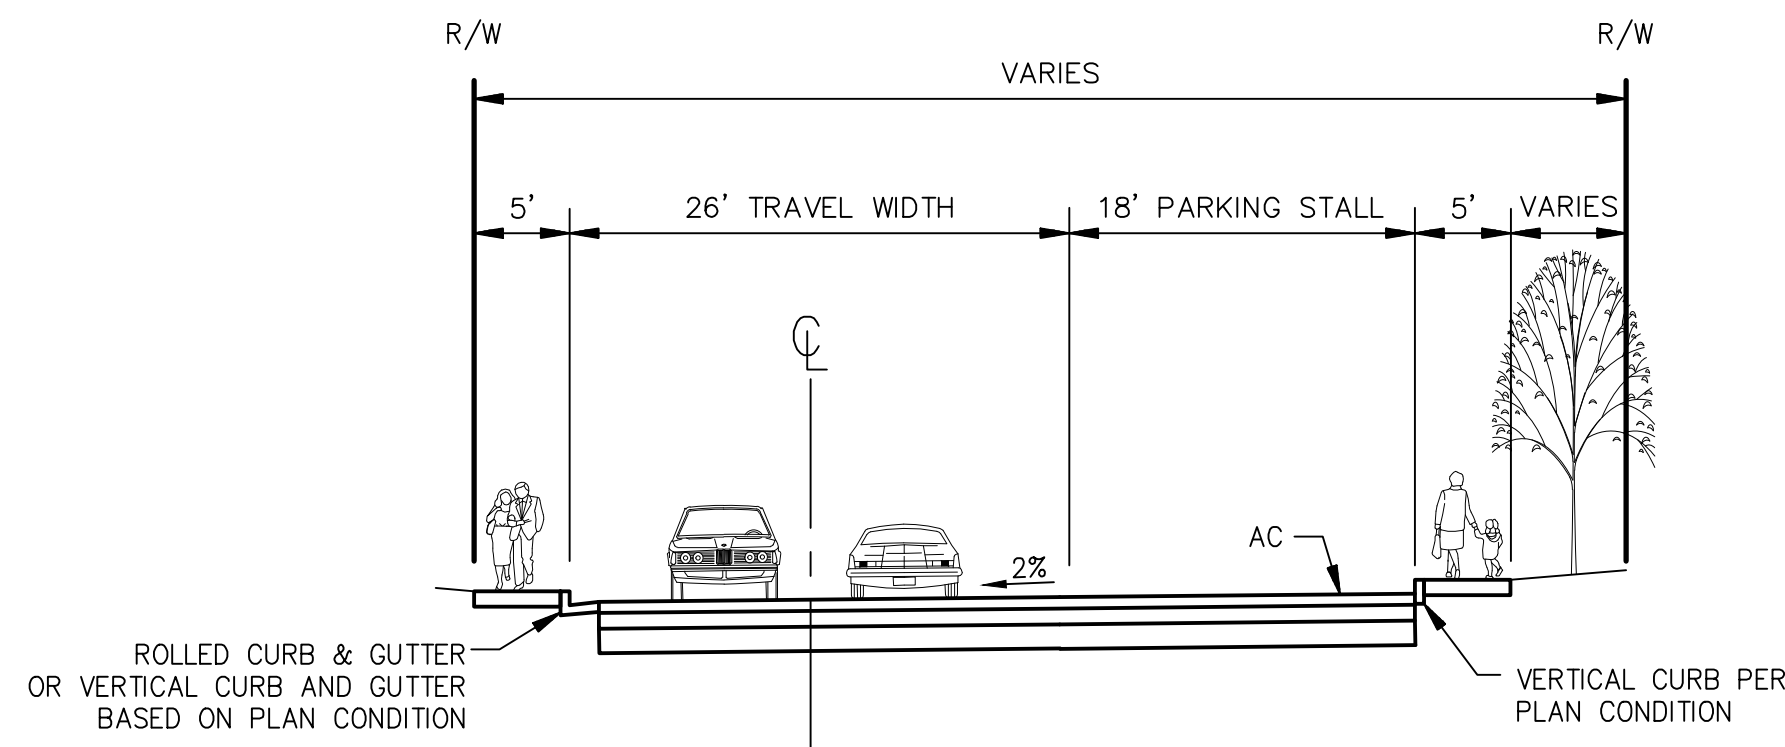 R/W
R/W
VARIES
5' 26' TRAVEL WIDTH 18' PARKING STALL 5' VARIES
CL
AC
2%
ROLLED CURB & GUTTER
OR VERTICAL CURB AND GUTTER
BASED ON PLAN CONDITION
VERTICAL CURB PER
PLAN CONDITION